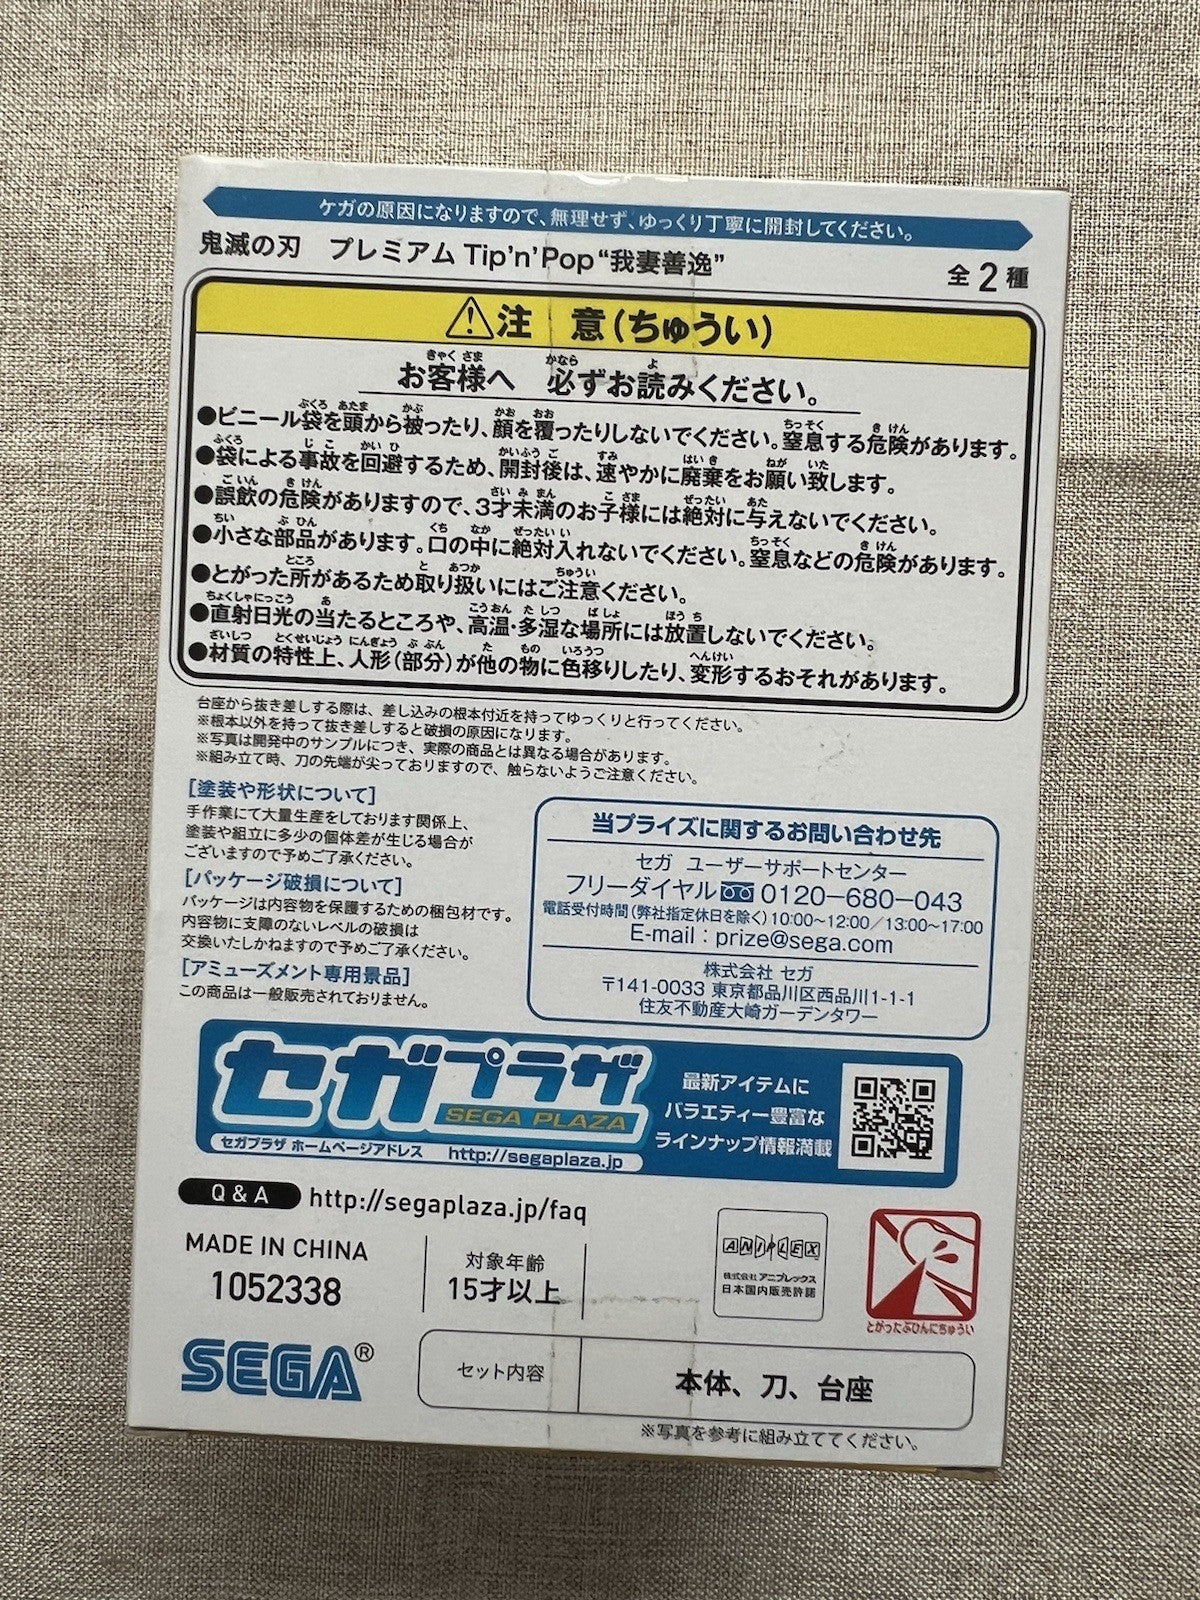 ケガの原因になりますので、無理せず、ゆっくり丁寧に開封してください。
鬼滅の刃　プレミアム Tip'n'Pop “我妻善逸”
全2種
注　意(ちゅうい)
お客様へ　必ずお読みください。
●ビニール袋を頭から被ったり、顔を覆ったりしないでください。窒息する危険があります。
●袋による事故を回避するため、開封後は、速やかに廃棄をお願い致します。
●誤飲の危険がありますので、3才未満のお子様には絶対に与えないでください。
●小さな部品があります。口の中に絶対入れないでください。窒息などの危険があります。
●とがった所があるため取り扱いにはご注意ください。
●直射日光の当たるところや、高温・多湿な場所には放置しないでください。
●材質の特性上、人形(部分)が他の物に色移りしたり、変形するおそれがあります。
台座から抜き差しする際は、差し込みの根本付近を持ってゆっくりと行ってください。
※根本以外を持って抜き差しすると破損の原因になります。
※写真は開発中のサンプルにつき、実際の商品とは異なる場合があります。
※組み立て時、刀の先端が尖っておりますので、触らないようご注意ください。
[塗装や形状について]
手作業にて大量生産をしております関係上、
塗装や組立に多少の個体差が生じる場合が
ございますので予めご了承ください。
[パッケージ破損について]
パッケージは内容物を保護するための梱包材です。
内容物に支障のないレベルの破損は
交換いたしかねますので予めご了承ください。
[アミューズメント専用景品]
この商品は一般販売されておりません。
当プライズに関するお問い合わせ先
セガ ユーザーサポートセンター
フリーダイヤル 0120-680-043
電話受付時間(弊社指定休日を除く)10:00~12:00/13:00~17:00
E-mail:prize@sega.com
株式会社 セガ
〒141-0033 東京都品川区西品川1-1-1
住友不動産大崎ガーデンタワー
セガプラザ
SEGA PLAZA
セガプラザ ホームページアドレス　http://segaplaza.jp
最新アイテムに
バラエティー豊富な
ラインナップ情報満載
Q & A　http://segaplaza.jp/faq
MADE IN CHINA
1052338
対象年齢
15才以上
ANIPLEX
株式会社アニプレックス
日本国内販売許諾
とがったぶひんにちゅうい
SEGA®
セット内容
本体、刀、台座
※写真を参考に組み立ててください。